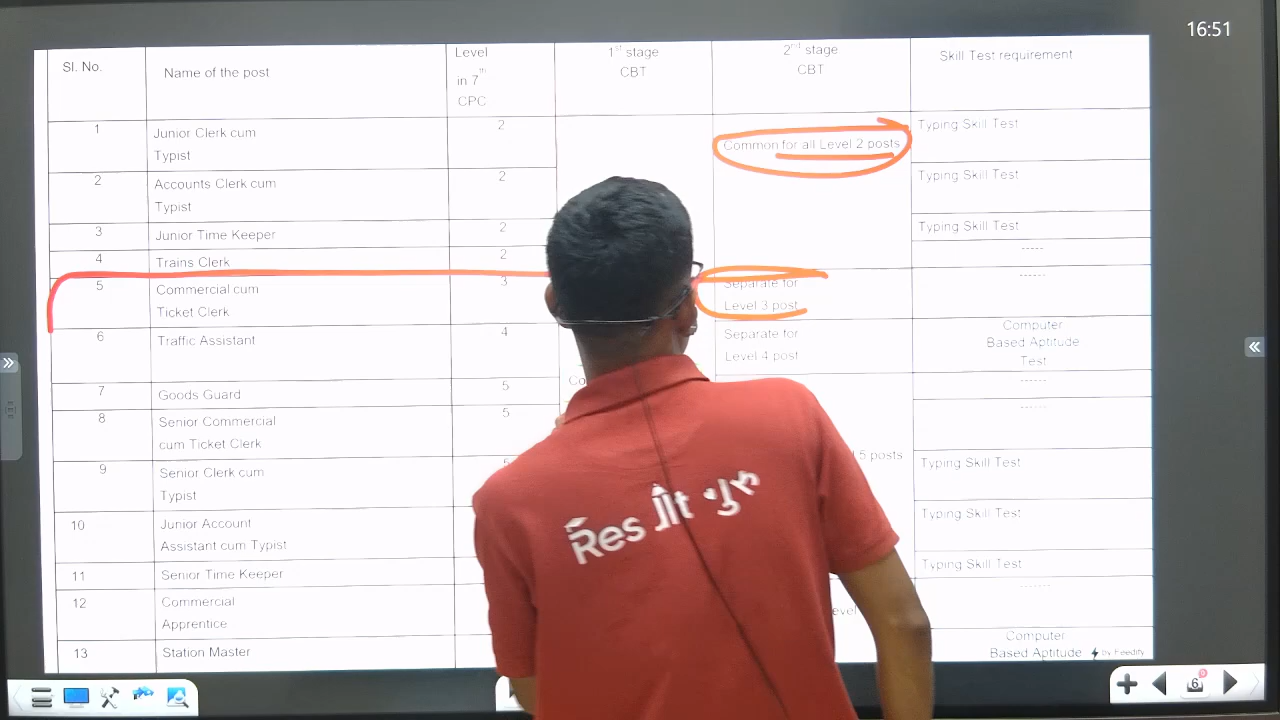 16:51
Sl. No.
Name of the post
Level
in 7th
CPC
1st stage
CBT
2nd stage
CBT
Skill Test requirement
1
Junior Clerk cum
Typist
2
Common for all Level 2 posts
Typing Skill Test
2
Accounts Clerk cum
Typist
2
Typing Skill Test
3
Junior Time Keeper
2
Typing Skill Test
4
Trains Clerk
2
-----
5
Commercial cum
Ticket Clerk
3
Separate for
Level 3 post
-----
6
Traffic Assistant
4
Separate for
Level 4 post
Computer
Based Aptitude
Test
7
Goods Guard
5
-----
8
Senior Commercial
cum Ticket Clerk
5
-----
9
Senior Clerk cum
Typist
5 posts
Typing Skill Test
10
Junior Account
Assistant cum Typist
Typing Skill Test
11
Senior Time Keeper
Typing Skill Test
12
Commercial
Apprentice
------
13
Station Master
Computer
Based Aptitude
by Feedify
6